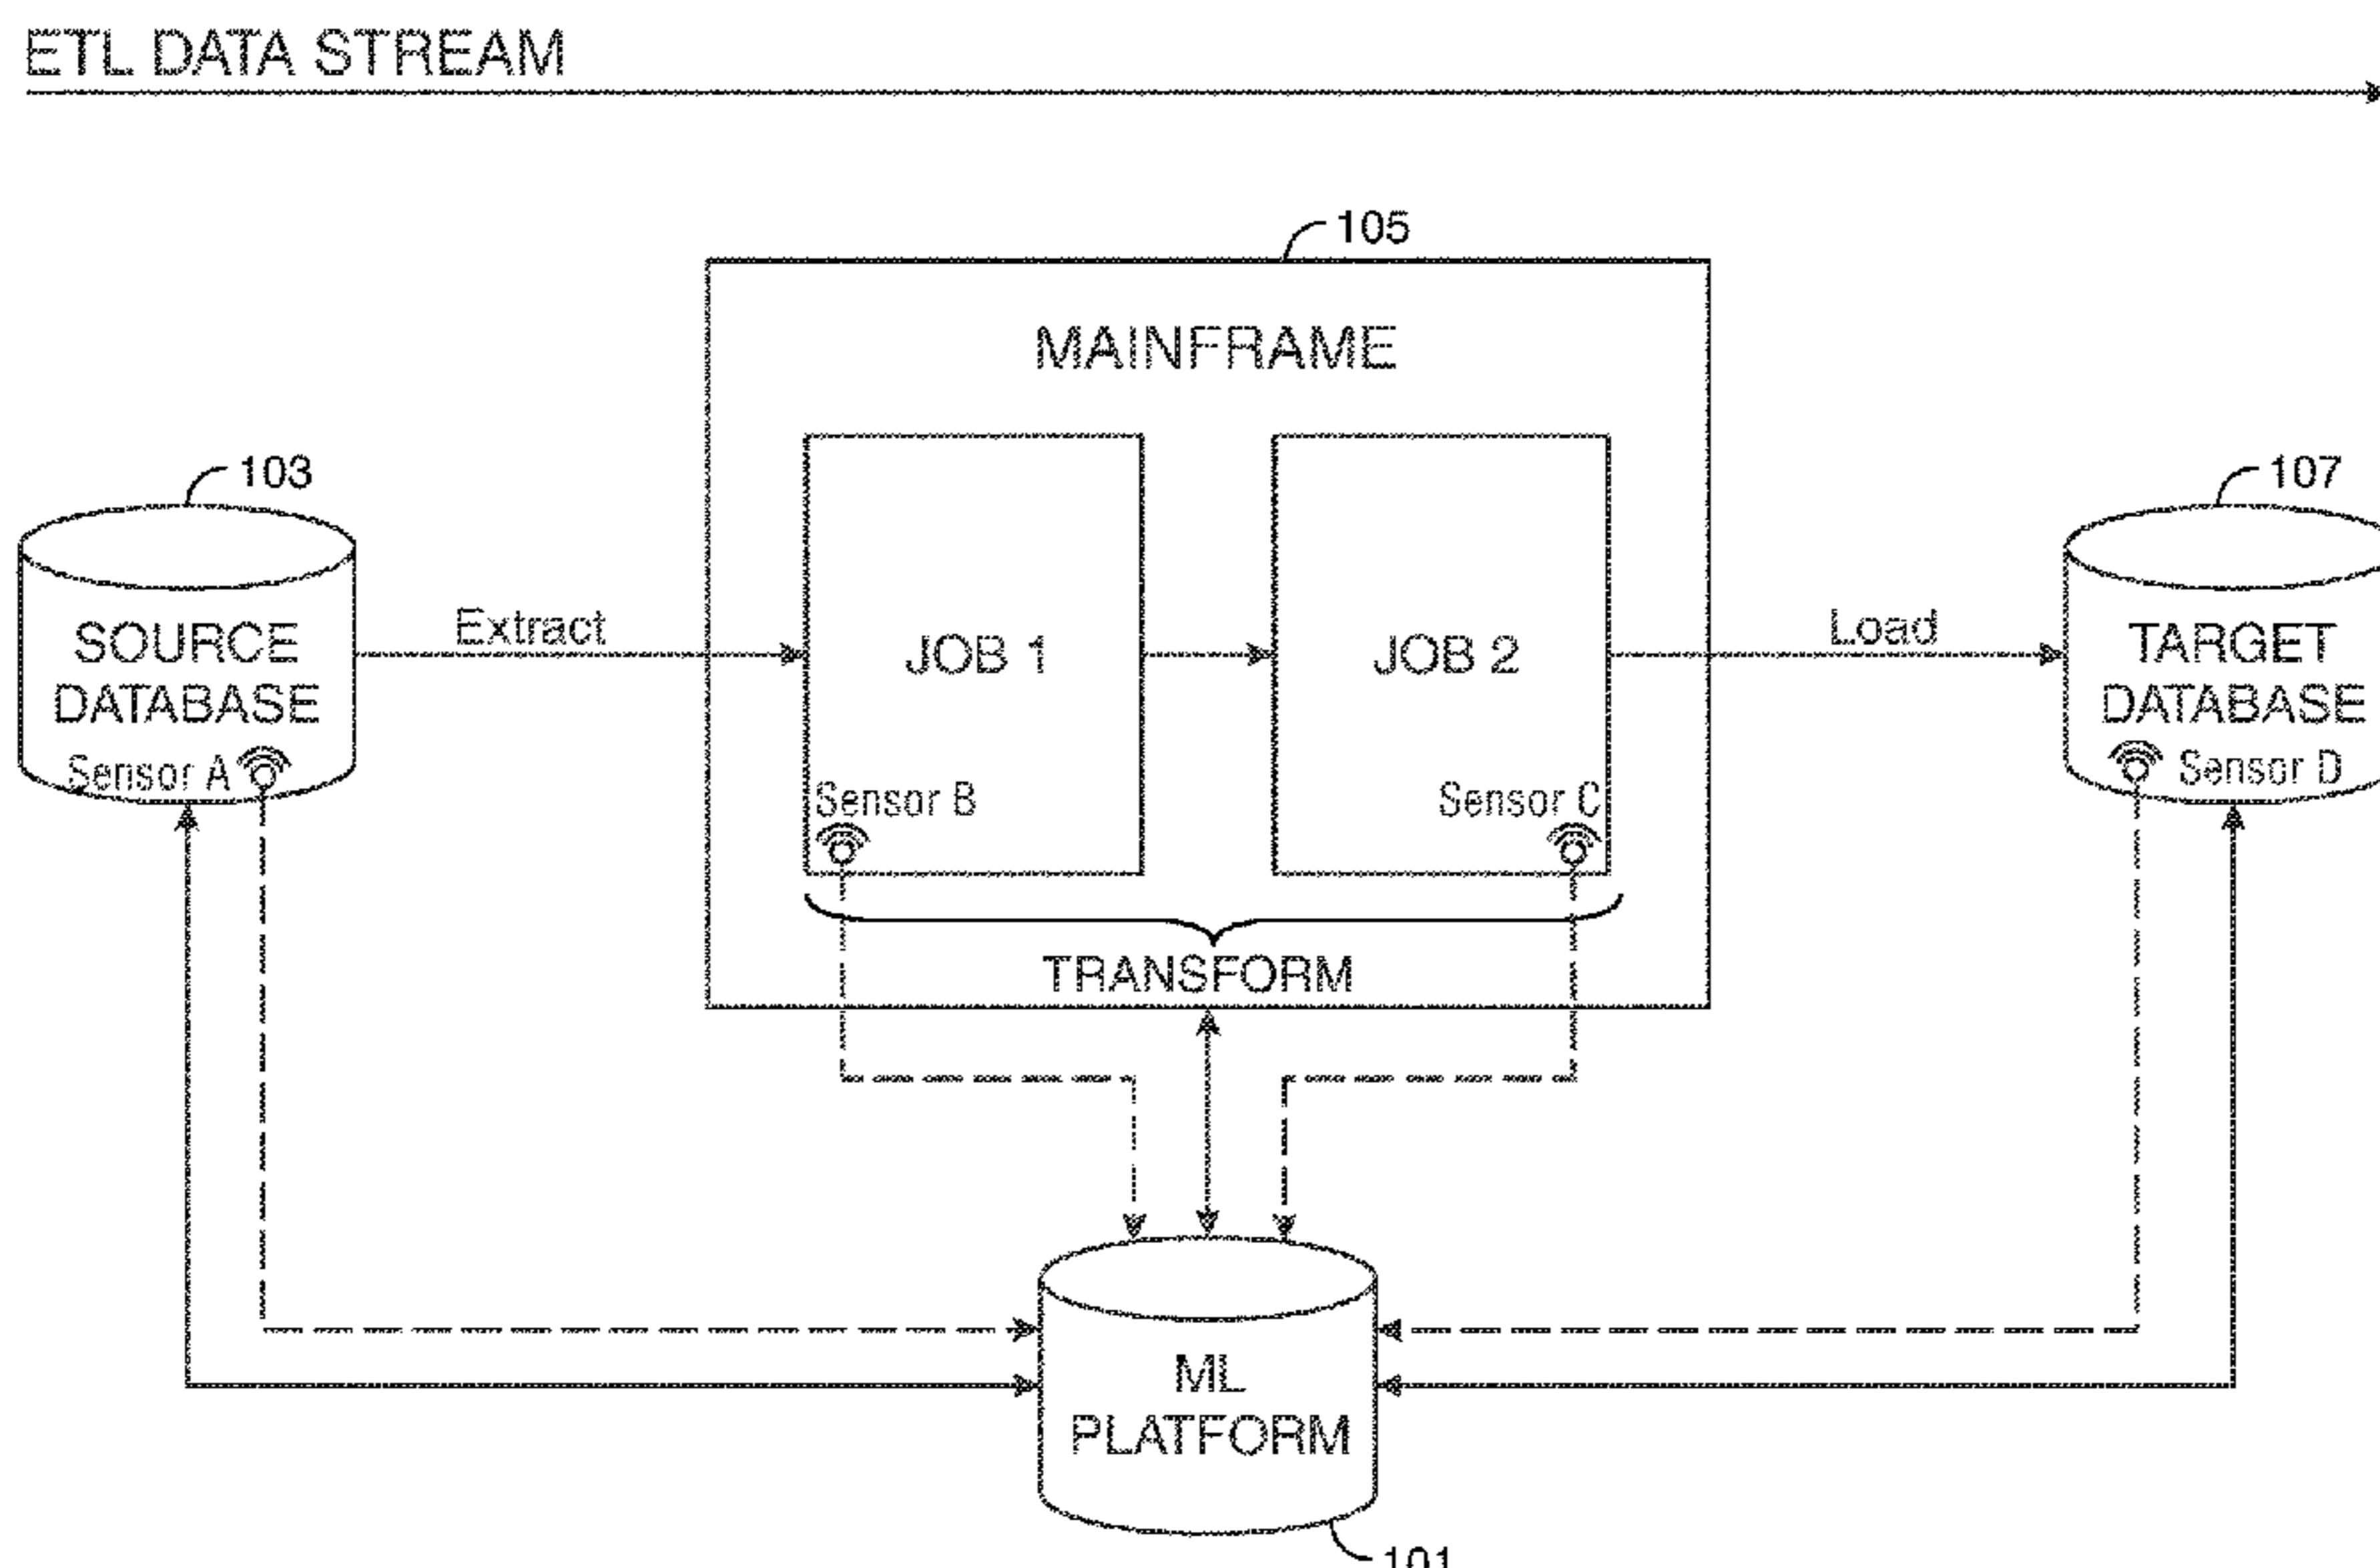 ETL DATA STREAM
105
MAINFRAME
103
107
Extract
Load
SOURCE
DATABASE
JOB 1
JOB 2
TARGET
DATABASE
Sensor A
Sensor B
Sensor C
Sensor D
TRANSFORM
ML
PLATFORM
101